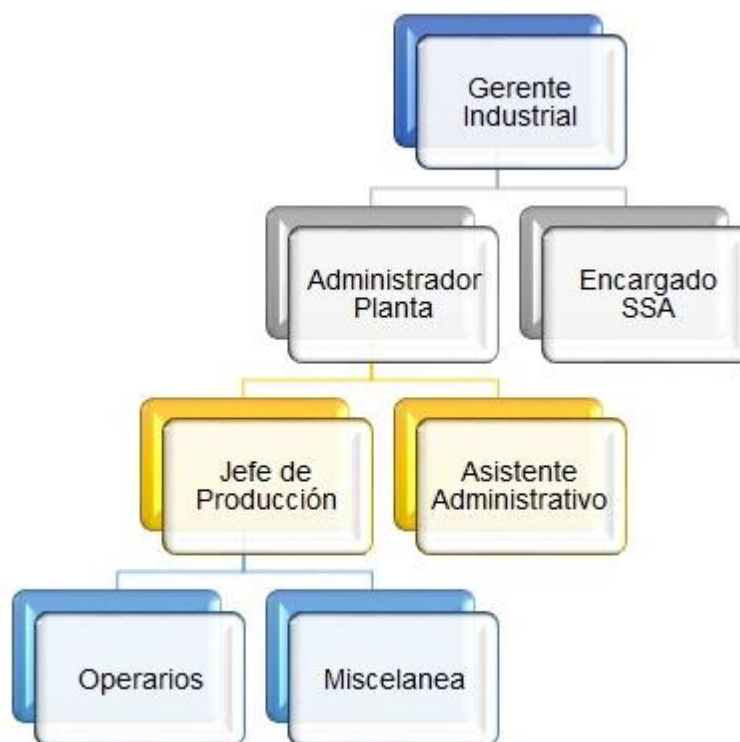 Gerente
Industrial
Administrador
Planta
Encargado
SSA
Jefe de
Producción
Asistente
Administrativo
Operarios
Miscelanea